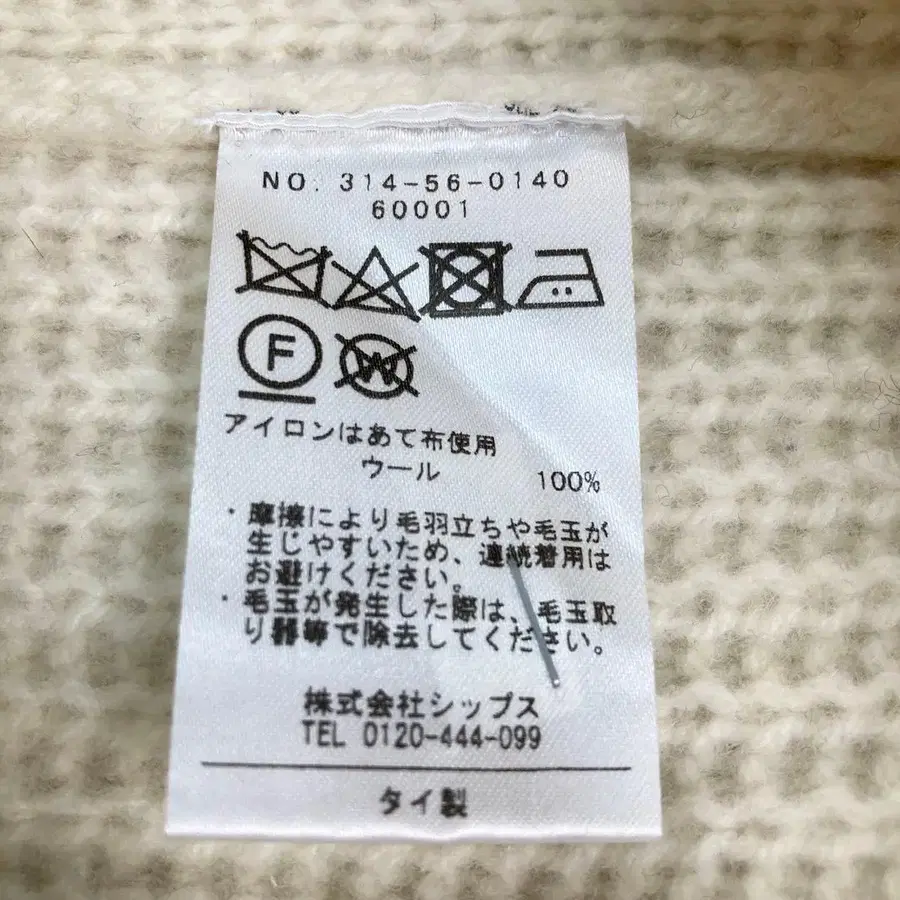 NO. 314-56-0140
60001
F
W
アイロンはあて布使用
ウール 100%
・摩擦により毛羽立ちや毛玉が
生じやすいため、連続着用は
お避けください。
・毛玉が発生した際は、毛玉取
り器等で除去してください。
株式会社シップス
TEL 0120-444-099
タイ製